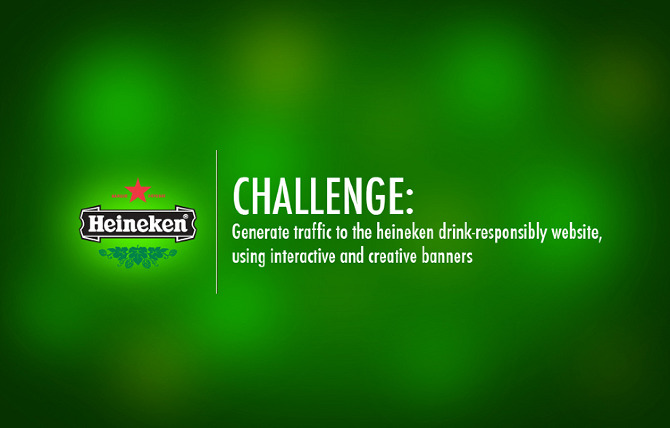 Heineken®
CHALLENGE:
Generate traffic to the heineken drink-responsibly website,
using interactive and creative banners